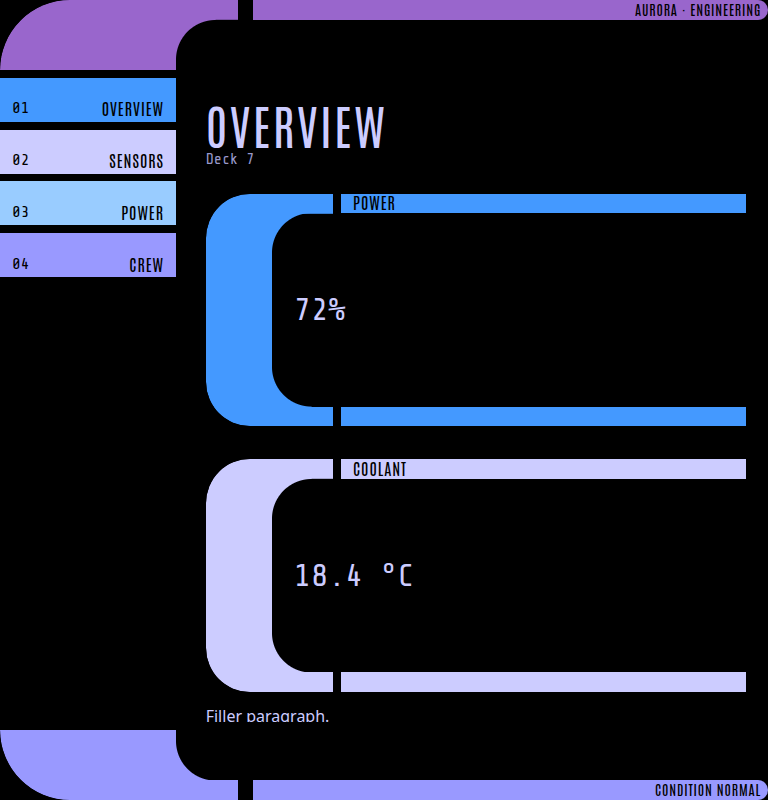 AURORA · ENGINEERING
01 OVERVIEW
02 SENSORS
03 POWER
04 CREW
OVERVIEW
Deck 7
POWER
72%
COOLANT
18.4 °C
Filler paragraph.
CONDITION NORMAL